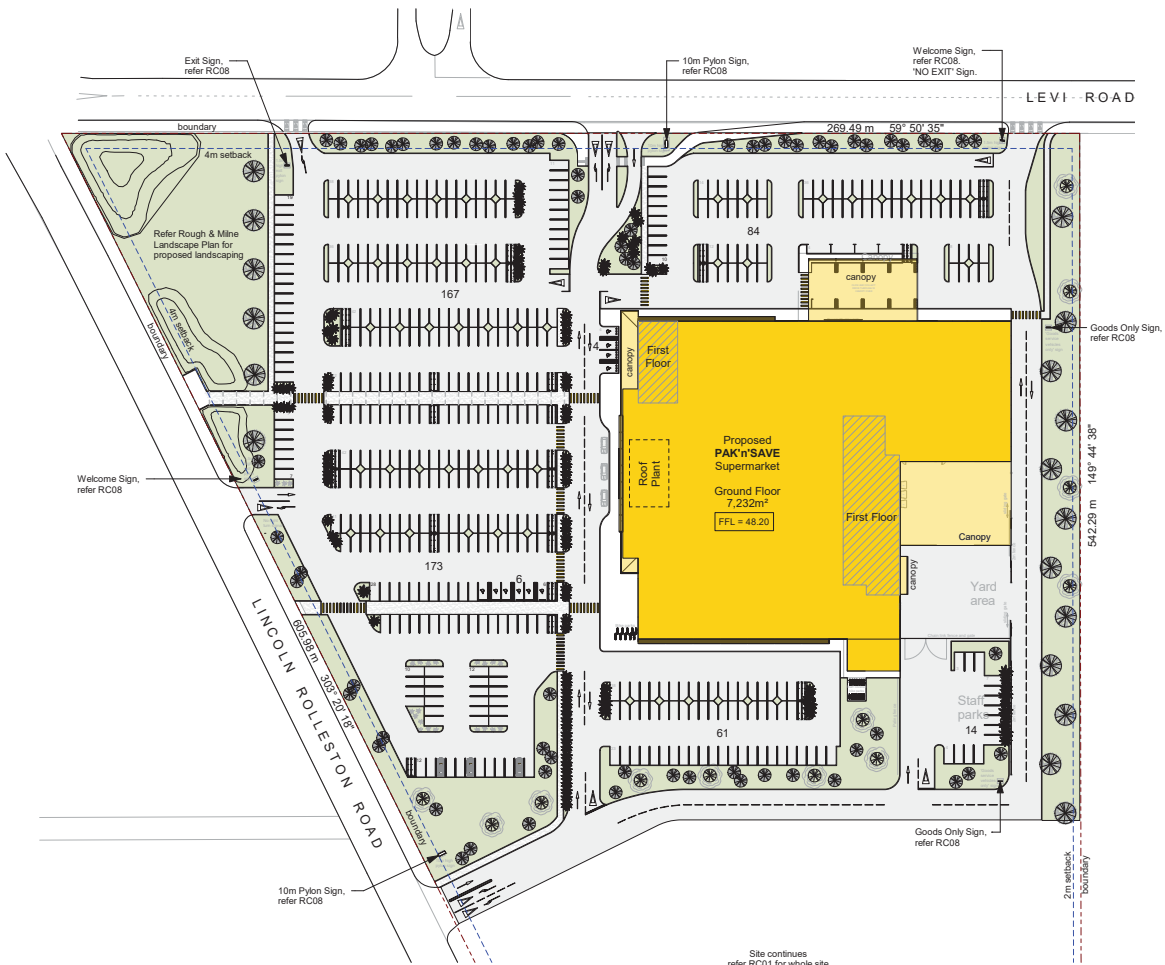 Exit Sign,
refer RC08
10m Pylon Sign,
refer RC08
Welcome Sign,
refer RC08.
'NO EXIT' Sign.
LEVI ROAD
boundary
269.49 m 59° 50' 35"
4m setback
Refer Rough & Milne
Landscape Plan for
proposed landscaping
84
canopy
167
4m setback
boundary
4
canopy
First
Floor
Goods Only Sign,
refer RC08
Proposed
PAK'n'SAVE
Supermarket
Ground Floor
7,232m²
FFL = 48.20
Roof
Plant
First Floor
Canopy
canopy
542.29 m 149° 44' 38"
Welcome Sign,
refer RC08
173
6
Yard
area
LINCOLN ROLLESTON ROAD
605.98 m 303° 20' 18"
Staff
parks
14
61
boundary
Goods Only Sign,
refer RC08
10m Pylon Sign,
refer RC08
2m setback
boundary
Site continues
refer RC01 for whole site